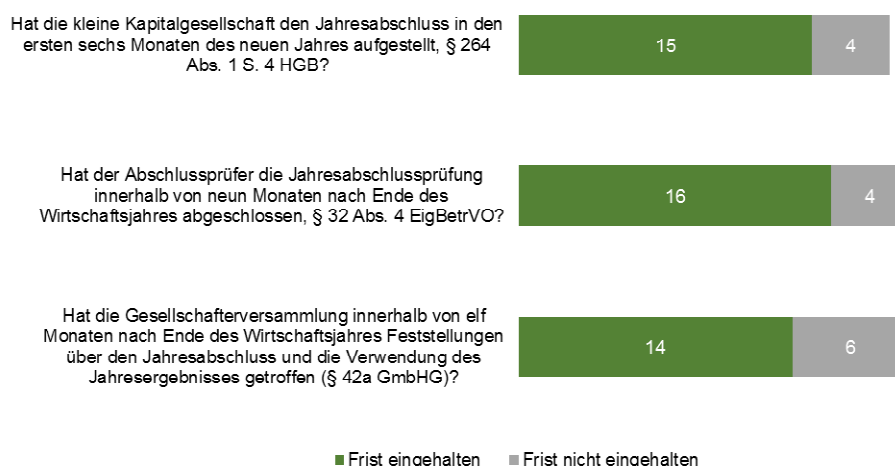 Hat die kleine Kapitalgesellschaft den Jahresabschluss in den
ersten sechs Monaten des neuen Jahres aufgestellt, § 264
Abs. 1 S. 4 HGB?
15
4
Hat der Abschlussprüfer die Jahresabschlussprüfung
innerhalb von neun Monaten nach Ende des
Wirtschaftsjahres abgeschlossen, § 32 Abs. 4 EigBetrVO?
16
4
Hat die Gesellschafterversammlung innerhalb von elf
Monaten nach Ende des Wirtschaftsjahres Feststellungen
über den Jahresabschluss und die Verwendung des
Jahresergebnisses getroffen (§ 42a GmbHG)?
14
6
Frist eingehalten
Frist nicht eingehalten